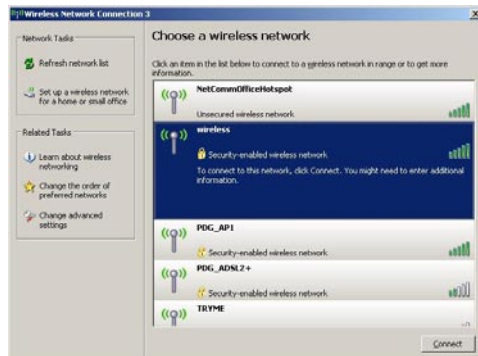 Wireless Network Connection 3
Network Tasks
Refresh network list
Set up a wireless network
for a home or small office
Related Tasks
Learn about wireless
networking
Change the order of
preferred networks
Change advanced
settings
Choose a wireless network
Click an item in the list below to connect to a wireless network in range or to get more
information.
NetCommOfficeHotspot
Unsecured wireless network
wireless
Security-enabled wireless network
To connect to this network, click Connect. You might need to enter additional
information.
PDG_AP1
Security-enabled wireless network
PDG_ADSL2+
Security-enabled wireless network
TRYME
Connect